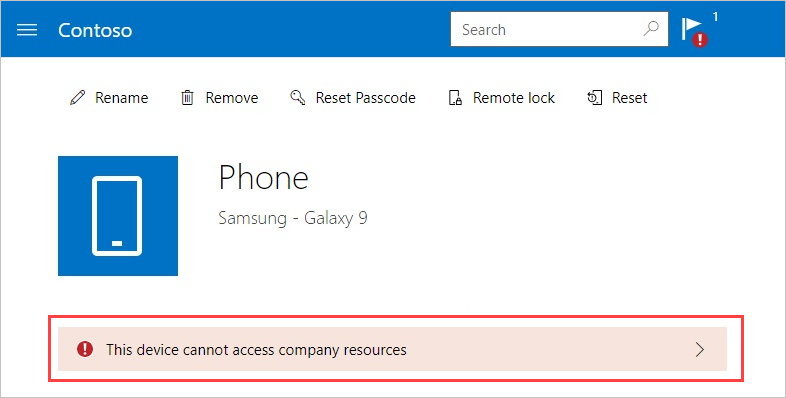 Contoso
Search
1
Rename
Remove
Reset Passcode
Remote lock
Reset
Phone
Samsung - Galaxy 9
This device cannot access company resources